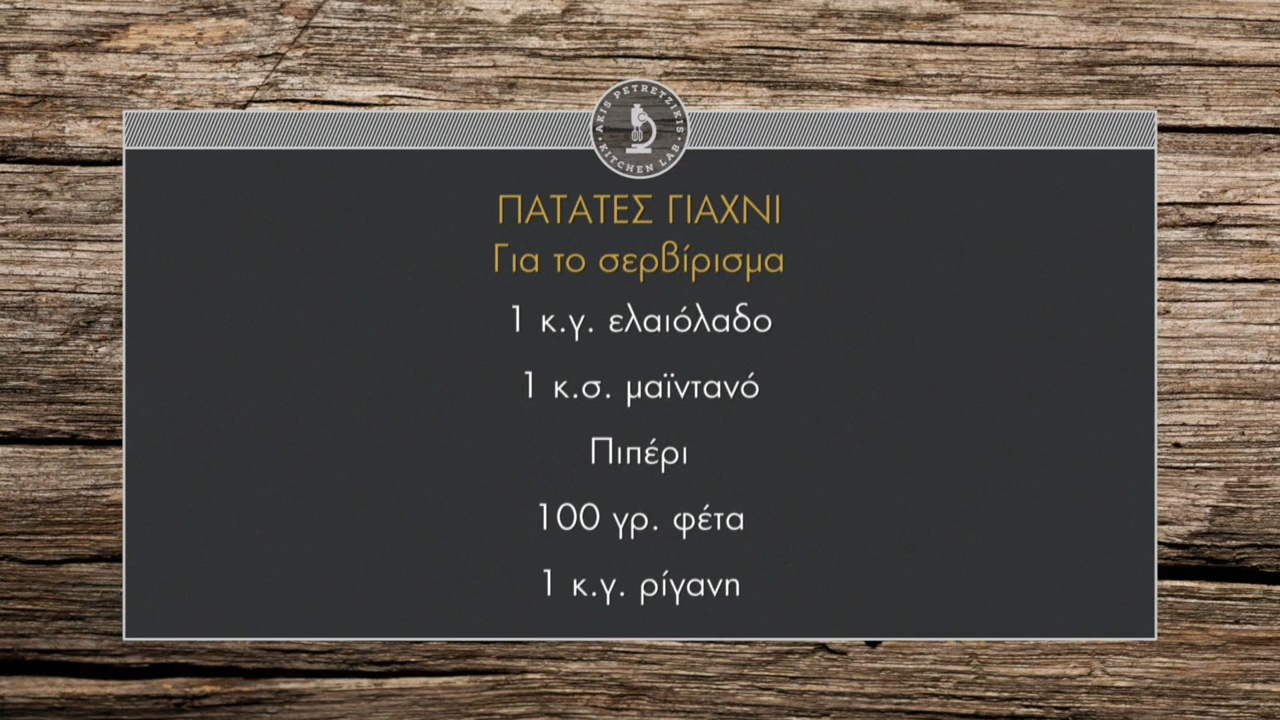 AKIS PETRETZIKIS
KITCHEN LAB
ΠΑΤΑΤΕΣ ΓΙΑΧΝΙ
Για το σερβίρισμα
1 κ.γ. ελαιόλαδο
1 κ.σ. μαϊντανό
Πιπέρι
100 γρ. φέτα
1 κ.γ. ρίγανη